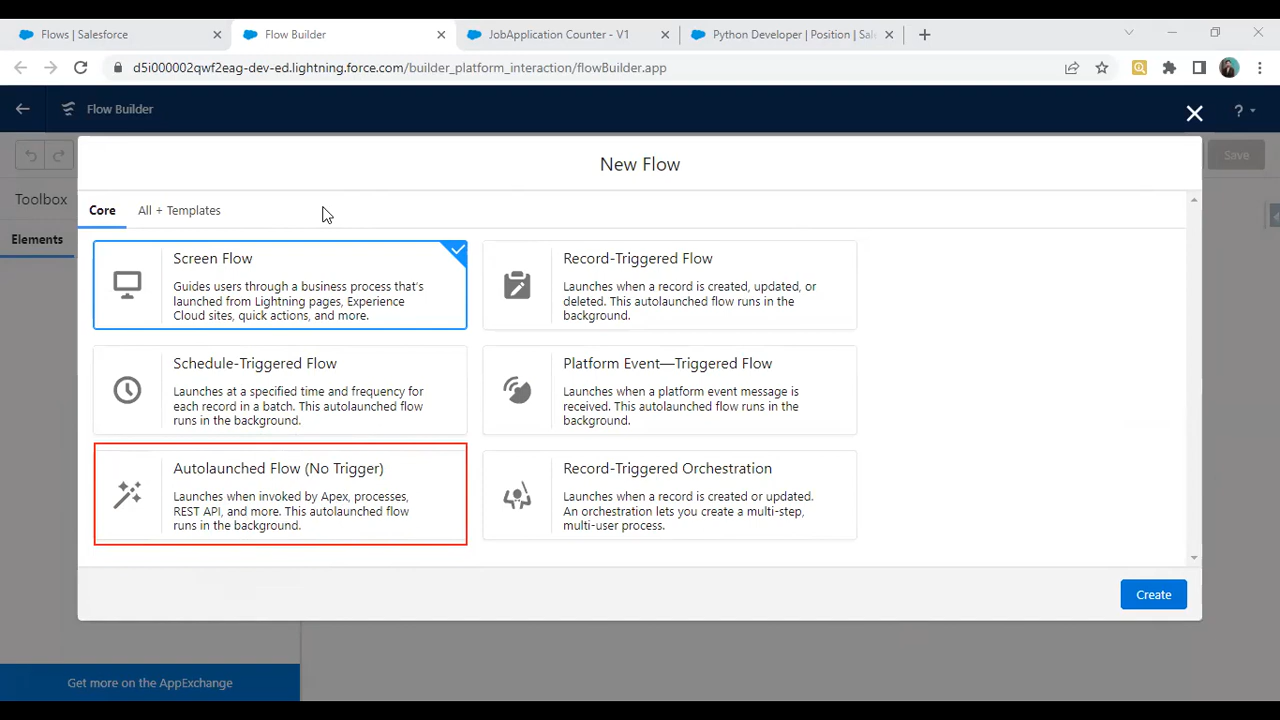 Flows | Salesforce
Flow Builder
JobApplication Counter - V1
Python Developer | Position | Sal
d5i000002qwf2eag-dev-ed.lightning.force.com/builder_platform_interaction/flowBuilder.app
Flow Builder
?
Save
Toolbox
Elements
New Flow
Core
All + Templates
Screen Flow
Guides users through a business process that's
launched from Lightning pages, Experience
Cloud sites, quick actions, and more.
Record-Triggered Flow
Launches when a record is created, updated, or
deleted. This autolaunched flow runs in the
background.
Schedule-Triggered Flow
Launches at a specified time and frequency for
each record in a batch. This autolaunched flow
runs in the background.
Platform Event—Triggered Flow
Launches when a platform event message is
received. This autolaunched flow runs in the
background.
Autolaunched Flow (No Trigger)
Launches when invoked by Apex, processes,
REST API, and more. This autolaunched flow
runs in the background.
Record-Triggered Orchestration
Launches when a record is created or updated.
An orchestration lets you create a multi-step,
multi-user process.
Create
Get more on the AppExchange